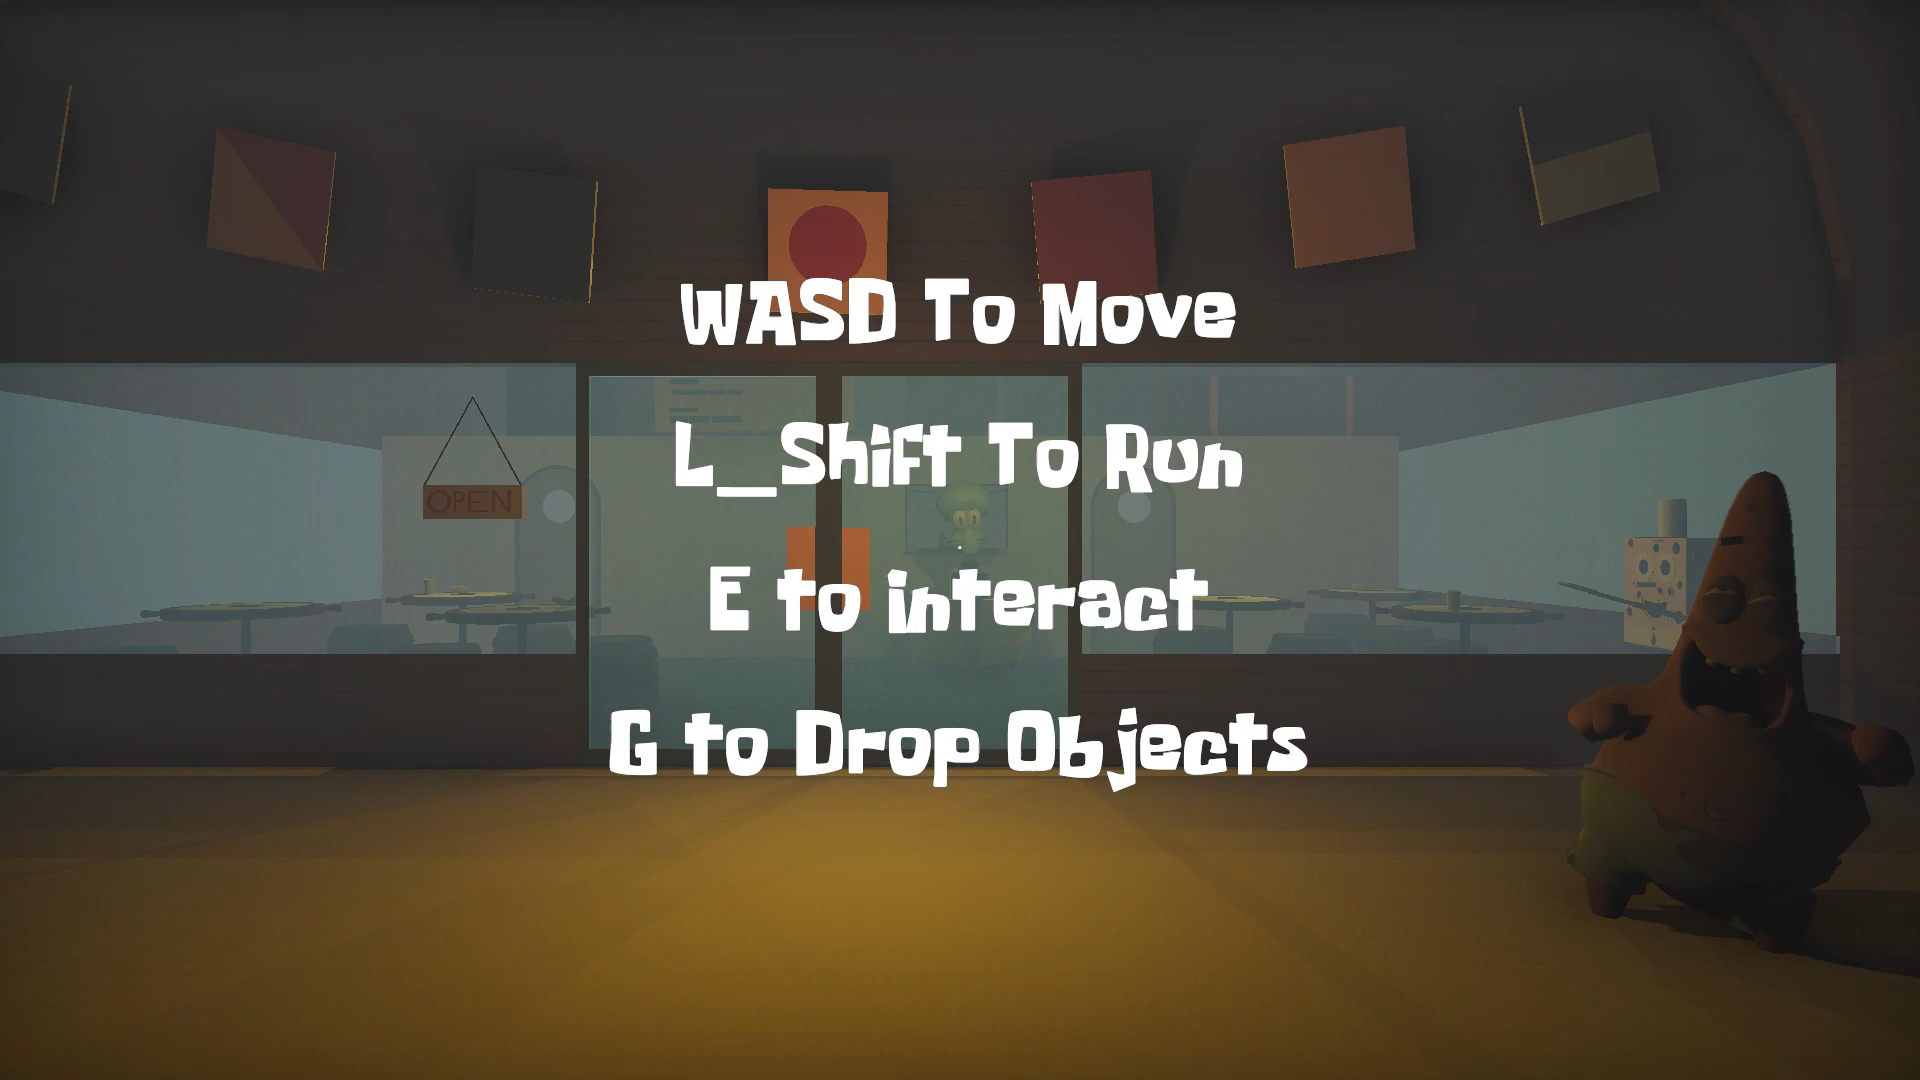 WASD To Move
L_Shift To Run
OPEN
E to interact
G to Drop Objects